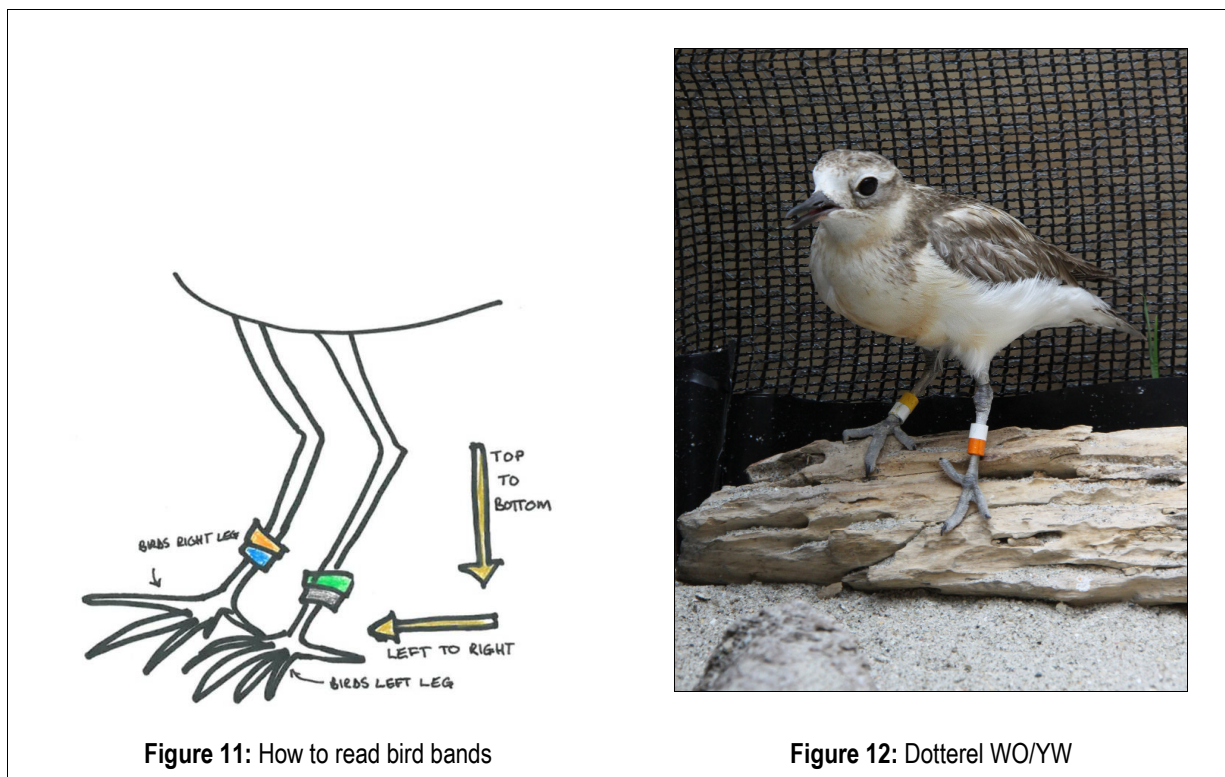 BIRDS RIGHT LEG
TOP
TO
BOTTOM
LEFT TO RIGHT
BIRDS LEFT LEG
Figure 11: How to read bird bands
Figure 12: Dotterel WO/YW